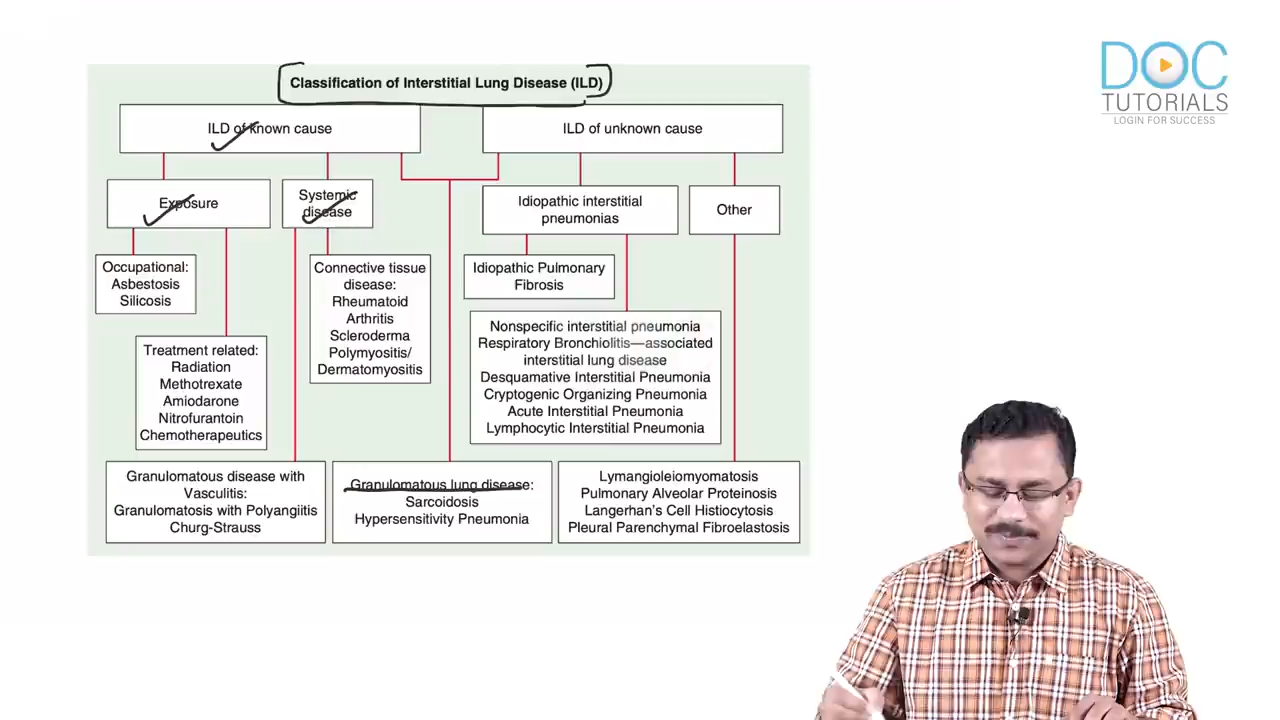 DOC
TUTORIALS
LOGIN FOR SUCCESS
Classification of Interstitial Lung Disease (ILD)
ILD of known cause
ILD of unknown cause
Exposure
Systemic
disease
Idiopathic interstitial
pneumonias
Other
Occupational:
Asbestosis
Silicosis
Connective tissue
disease:
Rheumatoid
Arthritis
Scleroderma
Polymyositis/
Dermatomyositis
Idiopathic Pulmonary
Fibrosis
Treatment related:
Radiation
Methotrexate
Amiodarone
Nitrofurantoin
Chemotherapeutics
Nonspecific interstitial pneumonia
Respiratory Bronchiolitis—associated
interstitial lung disease
Desquamative Interstitial Pneumonia
Cryptogenic Organizing Pneumonia
Acute Interstitial Pneumonia
Lymphocytic Interstitial Pneumonia
Granulomatous disease with
Vasculitis:
Granulomatosis with Polyangiitis
Churg-Strauss
Granulomatous lung disease:
Sarcoidosis
Hypersensitivity Pneumonia
Lymangioleiomyomatosis
Pulmonary Alveolar Proteinosis
Langerhan's Cell Histiocytosis
Pleural Parenchymal Fibroelastosis